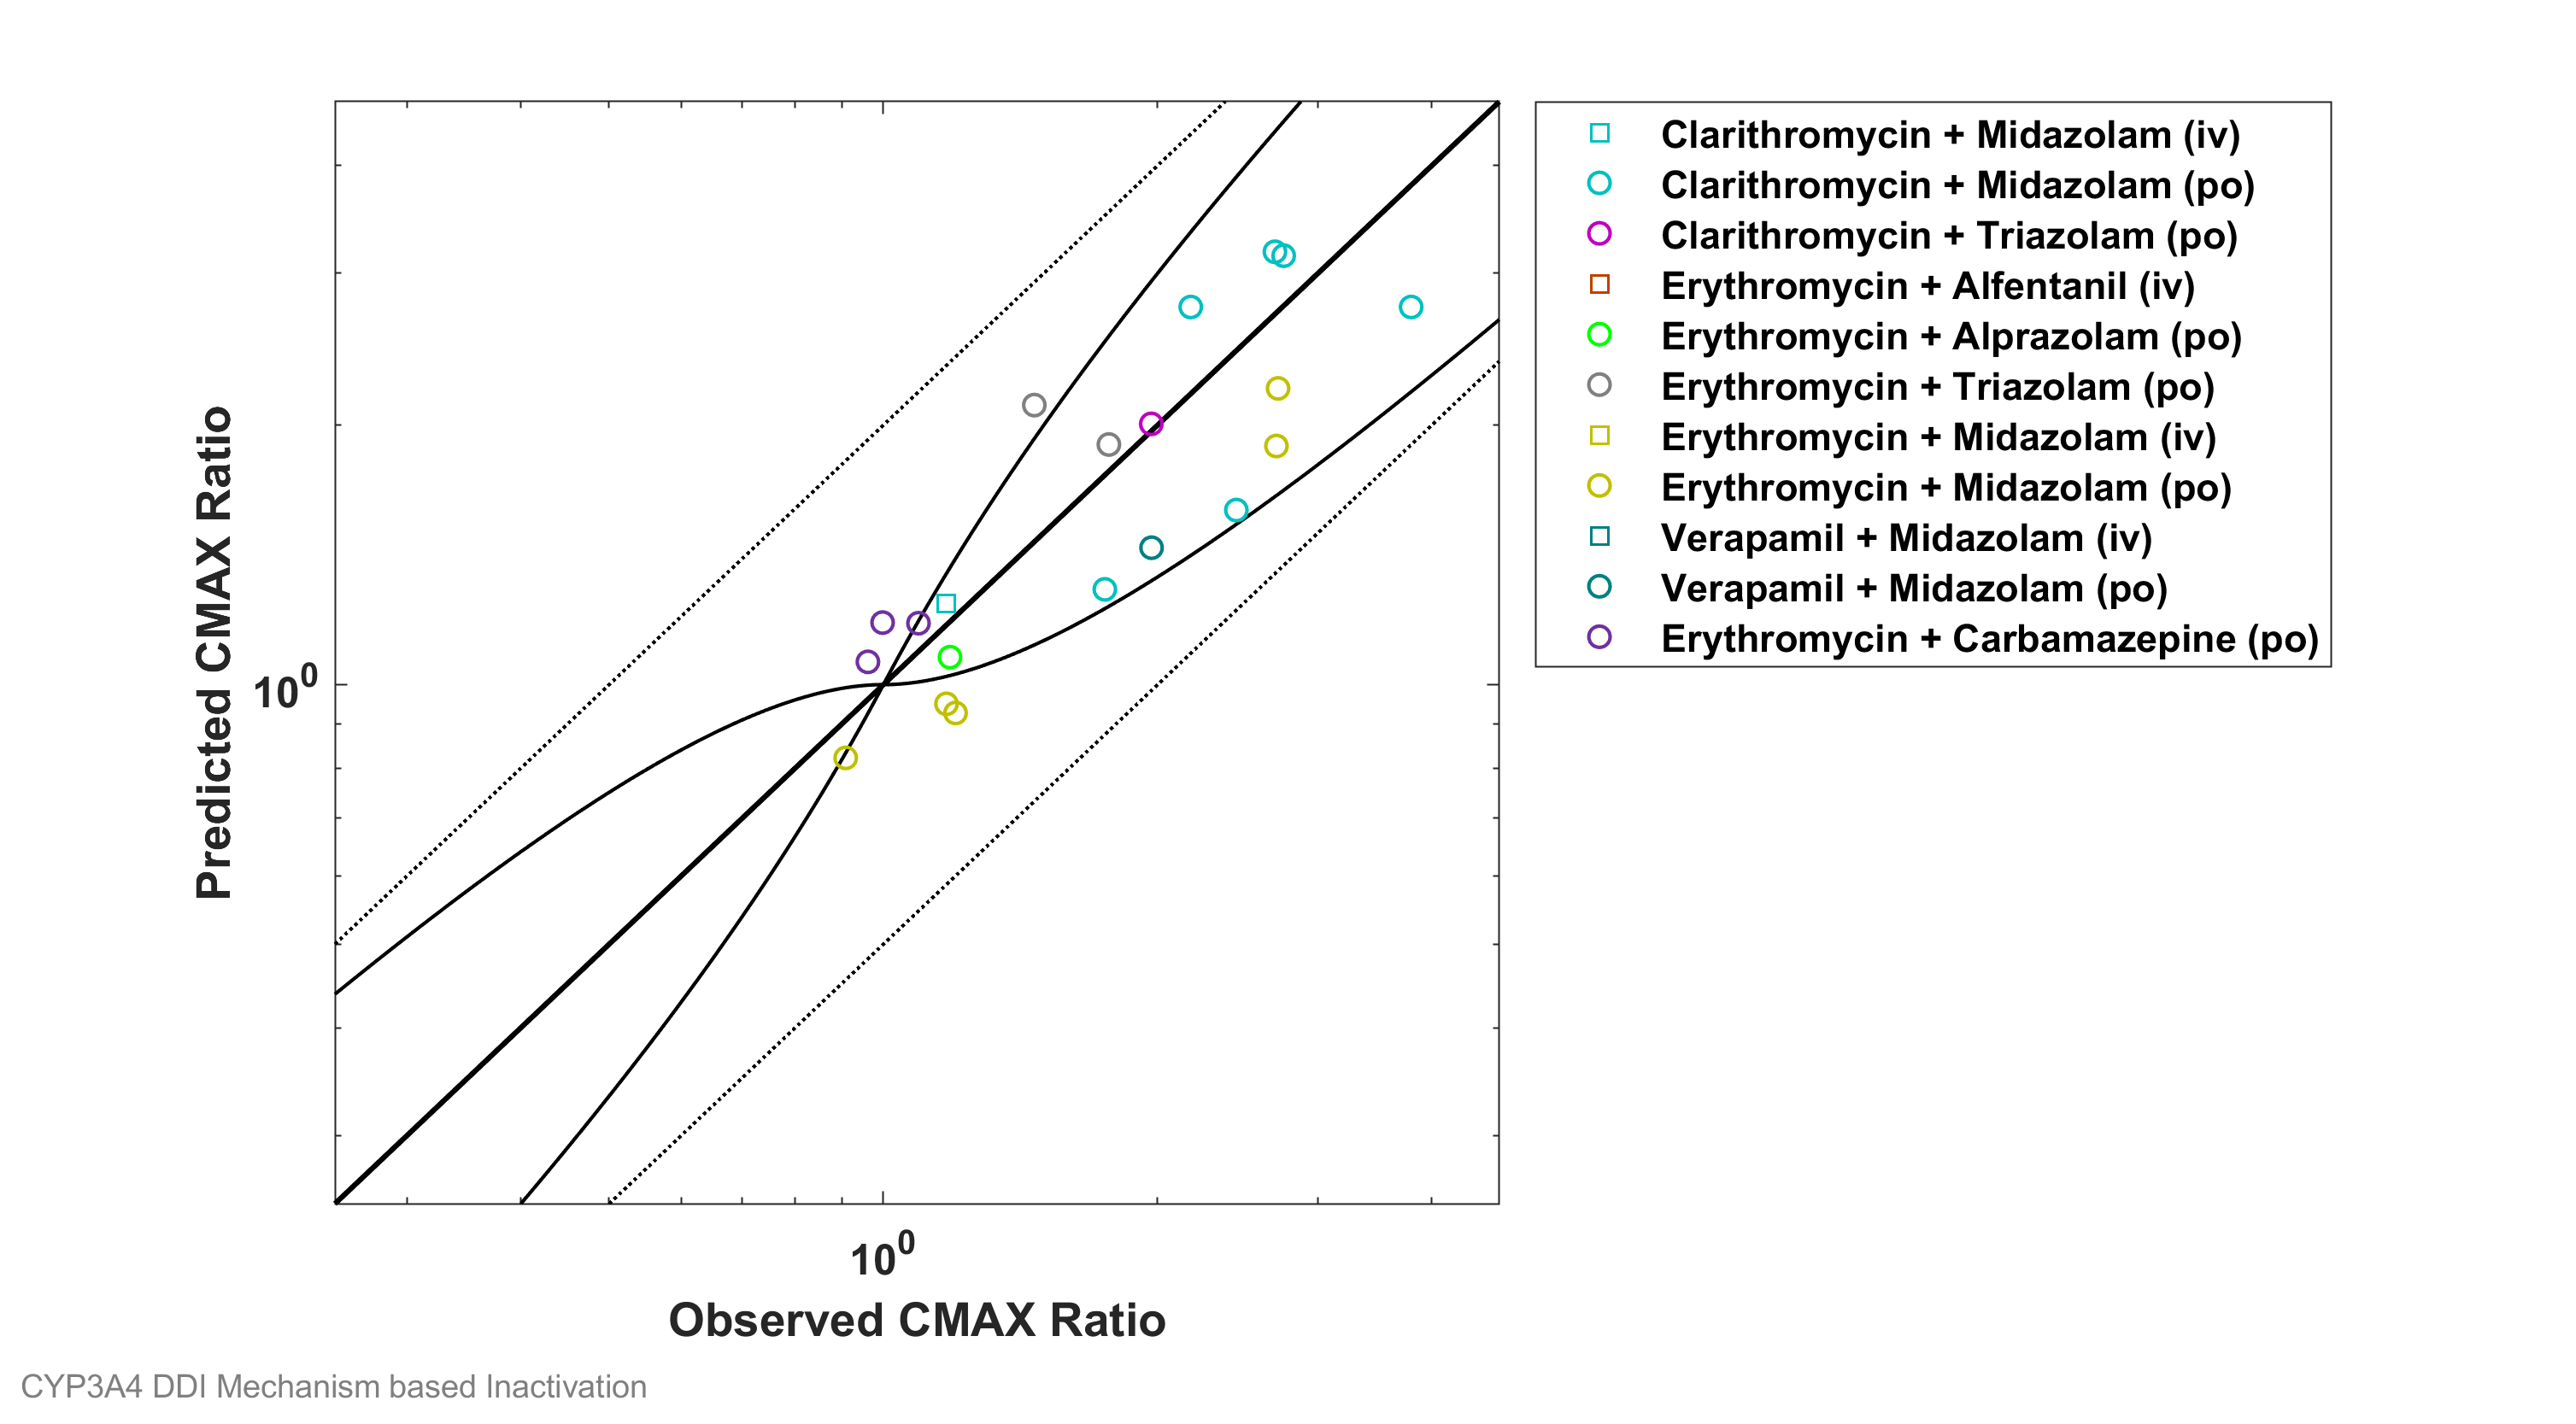 Clarithromycin + Midazolam (iv)
Clarithromycin + Midazolam (po)
Clarithromycin + Triazolam (po)
Erythromycin + Alfentanil (iv)
Erythromycin + Alprazolam (po)
Erythromycin + Triazolam (po)
Erythromycin + Midazolam (iv)
Erythromycin + Midazolam (po)
Verapamil + Midazolam (iv)
Verapamil + Midazolam (po)
Erythromycin + Carbamazepine (po)
Predicted CMAX Ratio
10⁰
10⁰
Observed CMAX Ratio
CYP3A4 DDI Mechanism based Inactivation